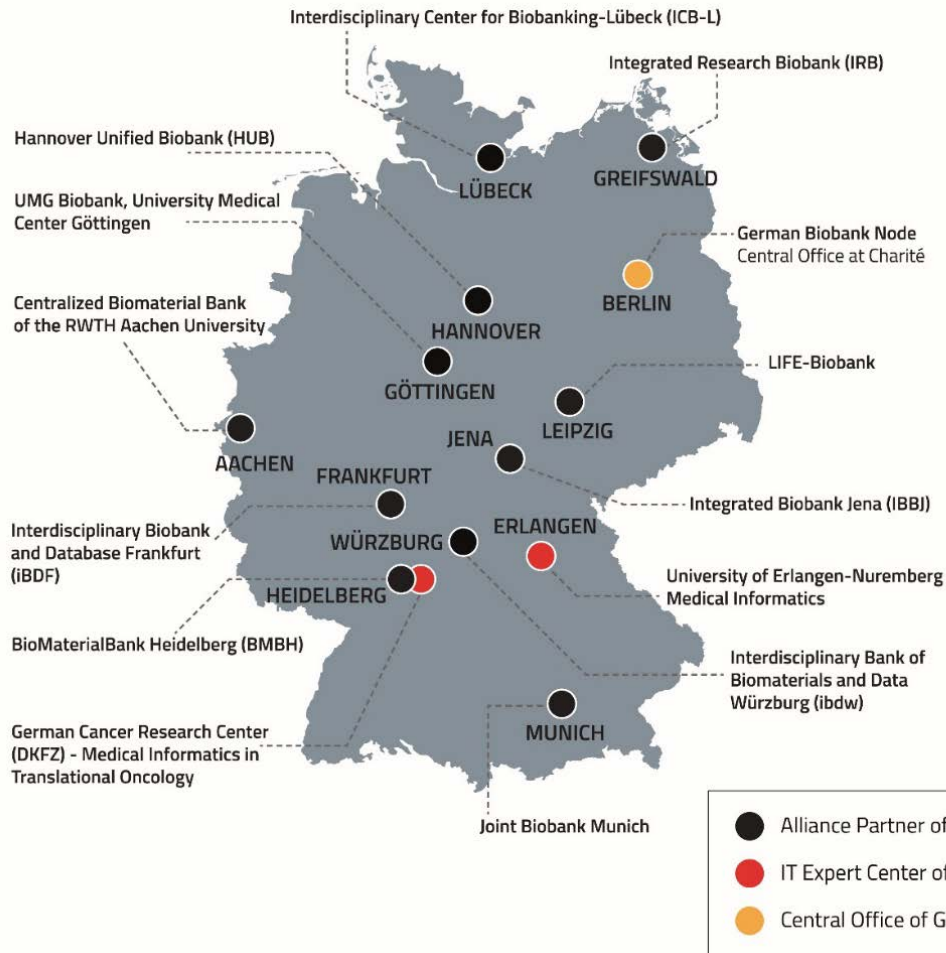 Interdisciplinary Center for Biobanking-Lübeck (ICB-L)
Integrated Research Biobank (IRB)
Hannover Unified Biobank (HUB)
LÜBECK
GREIFSWALD
UMG Biobank, University Medical
Center Göttingen
German Biobank Node
Central Office at Charité
BERLIN
Centralized Biomaterial Bank
of the RWTH Aachen University
HANNOVER
GÖTTINGEN
LIFE-Biobank
LEIPZIG
JENA
AACHEN
FRANKFURT
Integrated Biobank Jena (IBBJ)
Interdisciplinary Biobank
and Database Frankfurt
(iBDF)
WÜRZBURG
ERLANGEN
HEIDELBERG
University of Erlangen-Nuremberg
Medical Informatics
BioMaterialBank Heidelberg (BMBH)
Interdisciplinary Bank of
Biomaterials and Data
Würzburg (ibdw)
German Cancer Research Center
(DKFZ) - Medical Informatics in
Translational Oncology
MUNICH
Joint Biobank Munich
Alliance Partner of
IT Expert Center of
Central Office of G